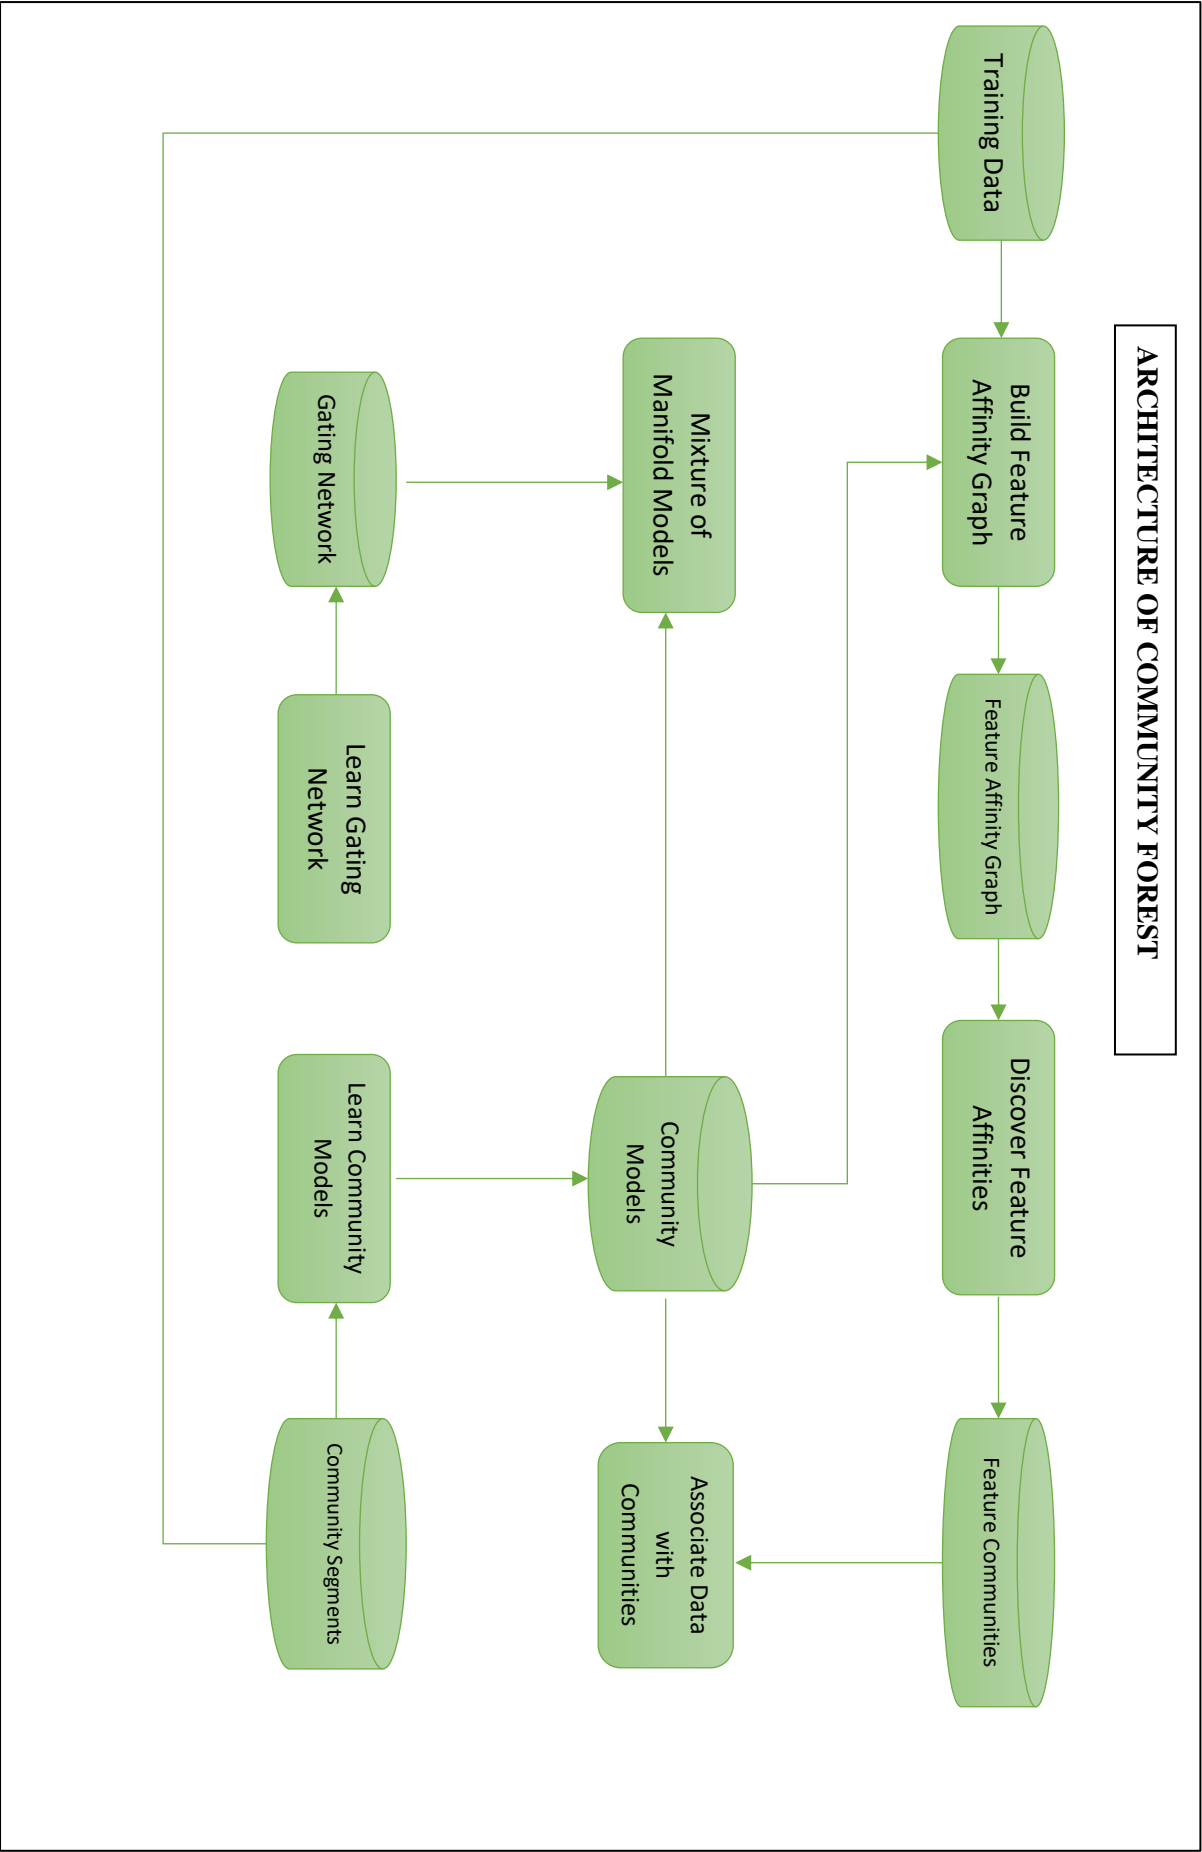 ARCHITECTURE OF COMMUNITY FOREST
Training Data
Build Feature
Affinity Graph
Feature Affinity Graph
Discover Feature
Affinities
Feature Communities
Mixture of
Manifold Models
Community
Models
Associate Data
with
Communities
Gating Network
Learn Gating
Network
Learn Community
Models
Community Segments